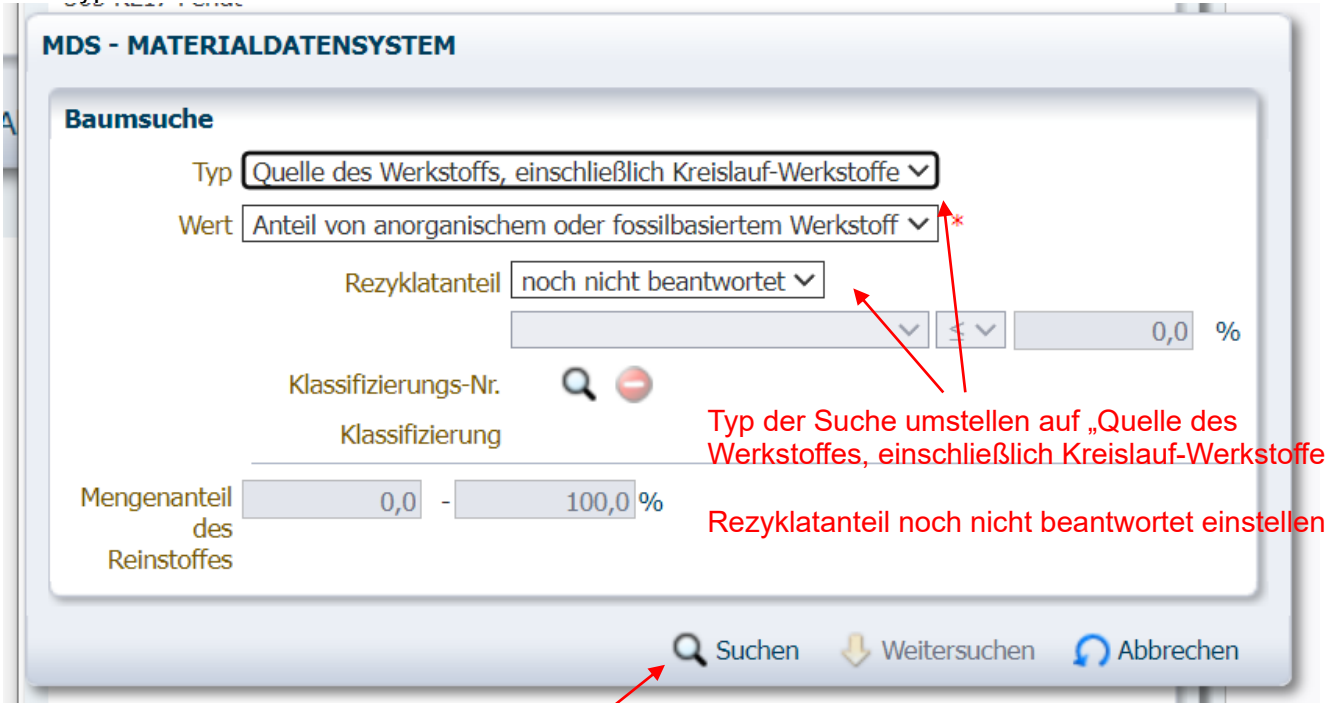 MDS - MATERIALDATENSYSTEM
A
Baumsuche
Typ Quelle des Werkstoffs, einschließlich Kreislauf-Werkstoffe
Wert Anteil von anorganischem oder fossilbasiertem Werkstoff *
Rezyklatanteil noch nicht beantwortet
≤ 0,0 %
Klassifizierungs-Nr.
Klassifizierung
Typ der Suche umstellen auf „Quelle des
Werkstoffes, einschließlich Kreislauf-Werkstoffe
Mengenanteil 0,0 - 100,0 %
des
Reinstoffes
Rezyklatanteil noch nicht beantwortet einstellen
Suchen Weitersuchen Abbrechen